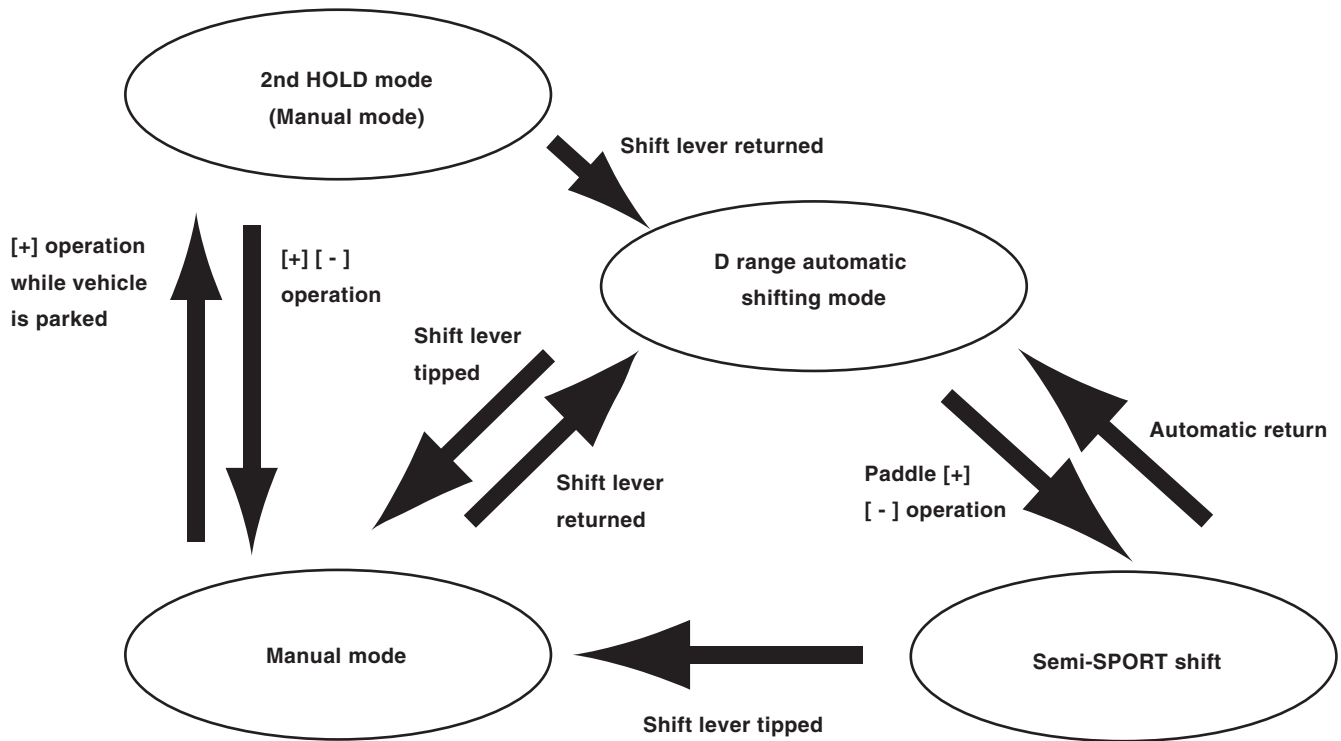 2nd HOLD mode
(Manual mode)
Shift lever returned
[+] operation
while vehicle
is parked
[+] [ - ]
operation
D range automatic
shifting mode
Shift lever
tipped
Shift lever
returned
Paddle [+]
[ - ] operation
Automatic return
Manual mode
Semi-SPORT shift
Shift lever tipped